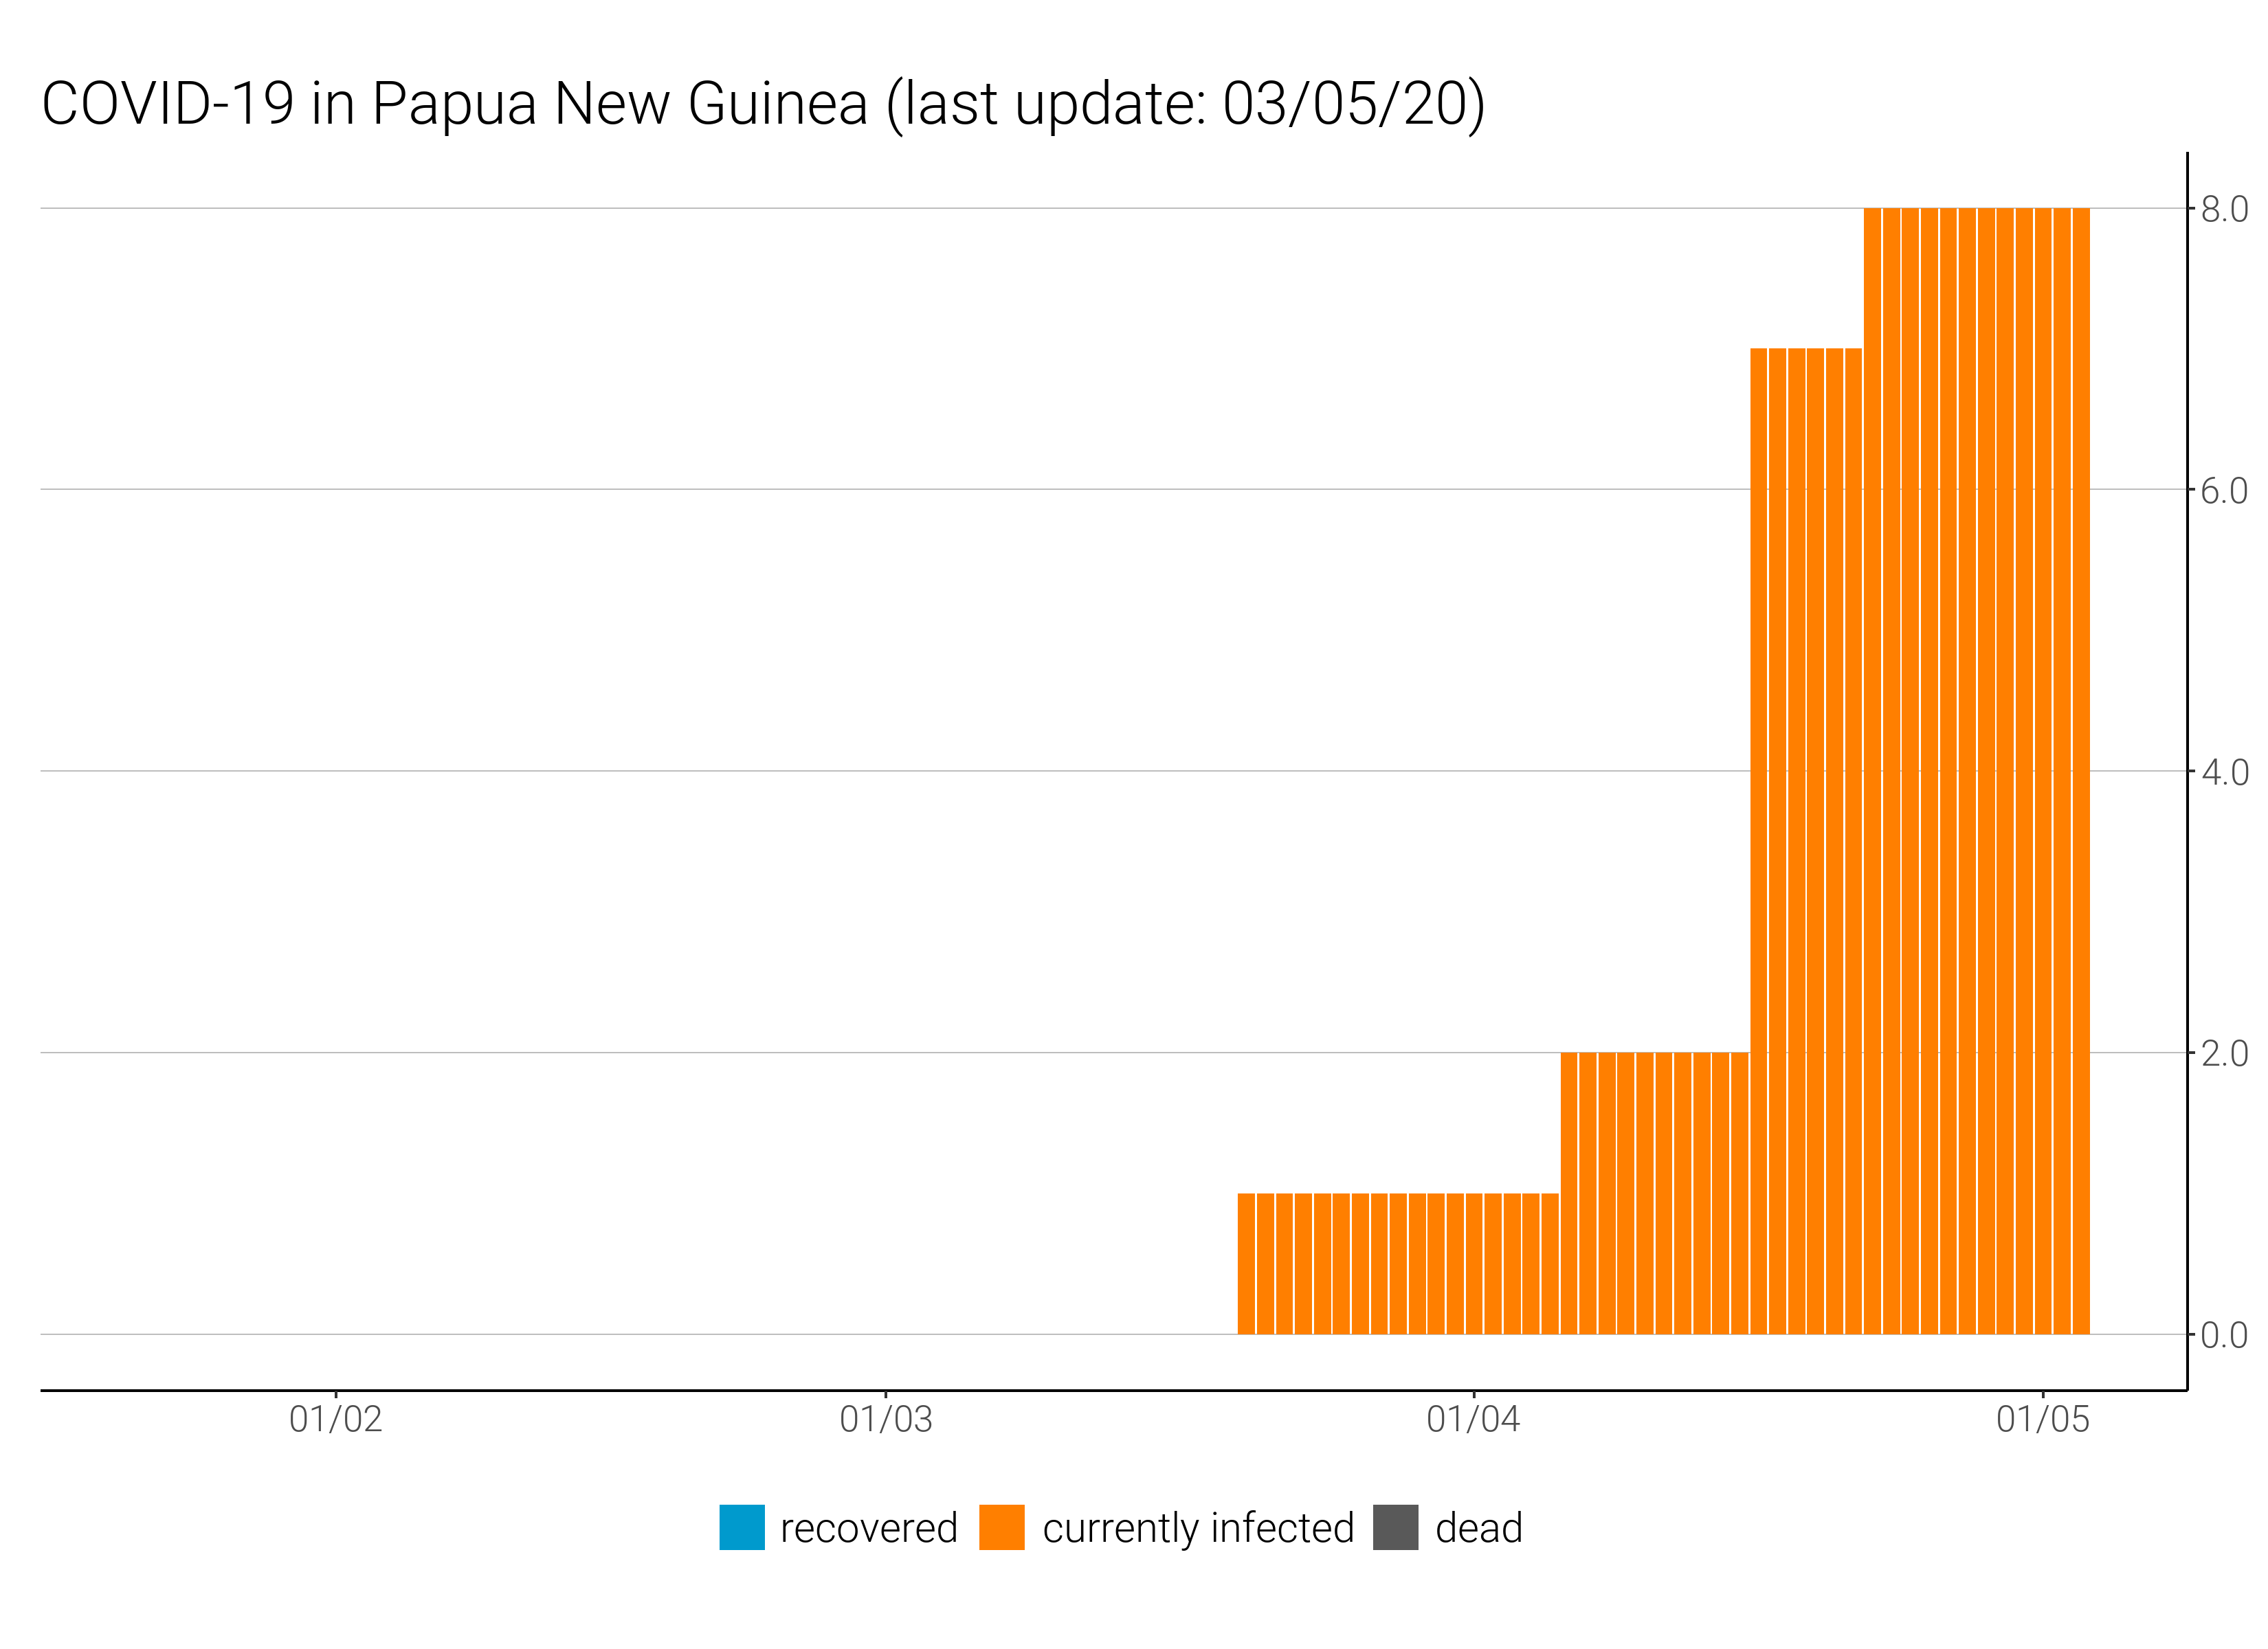 COVID-19 in Papua New Guinea (last update: 03/05/20)
8.0
6.0
4.0
2.0
0.0
01/02 01/03 01/04 01/05
recovered currently infected dead